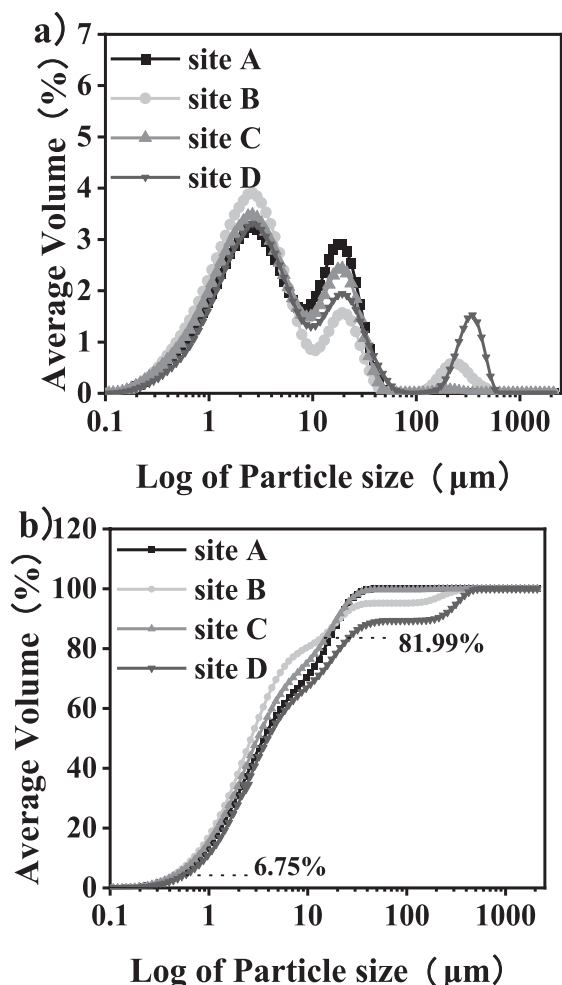 a)
7
6
5
4
3
2
1
0
Average Volume (%)
site A
site B
site C
site D
0.1 1 10 100 1000
Log of Particle size (μm)
b)
120
100
80
60
40
20
0
Average Volume (%)
site A
site B
site C
site D
81.99%
6.75%
0.1 1 10 100 1000
Log of Particle size (μm)